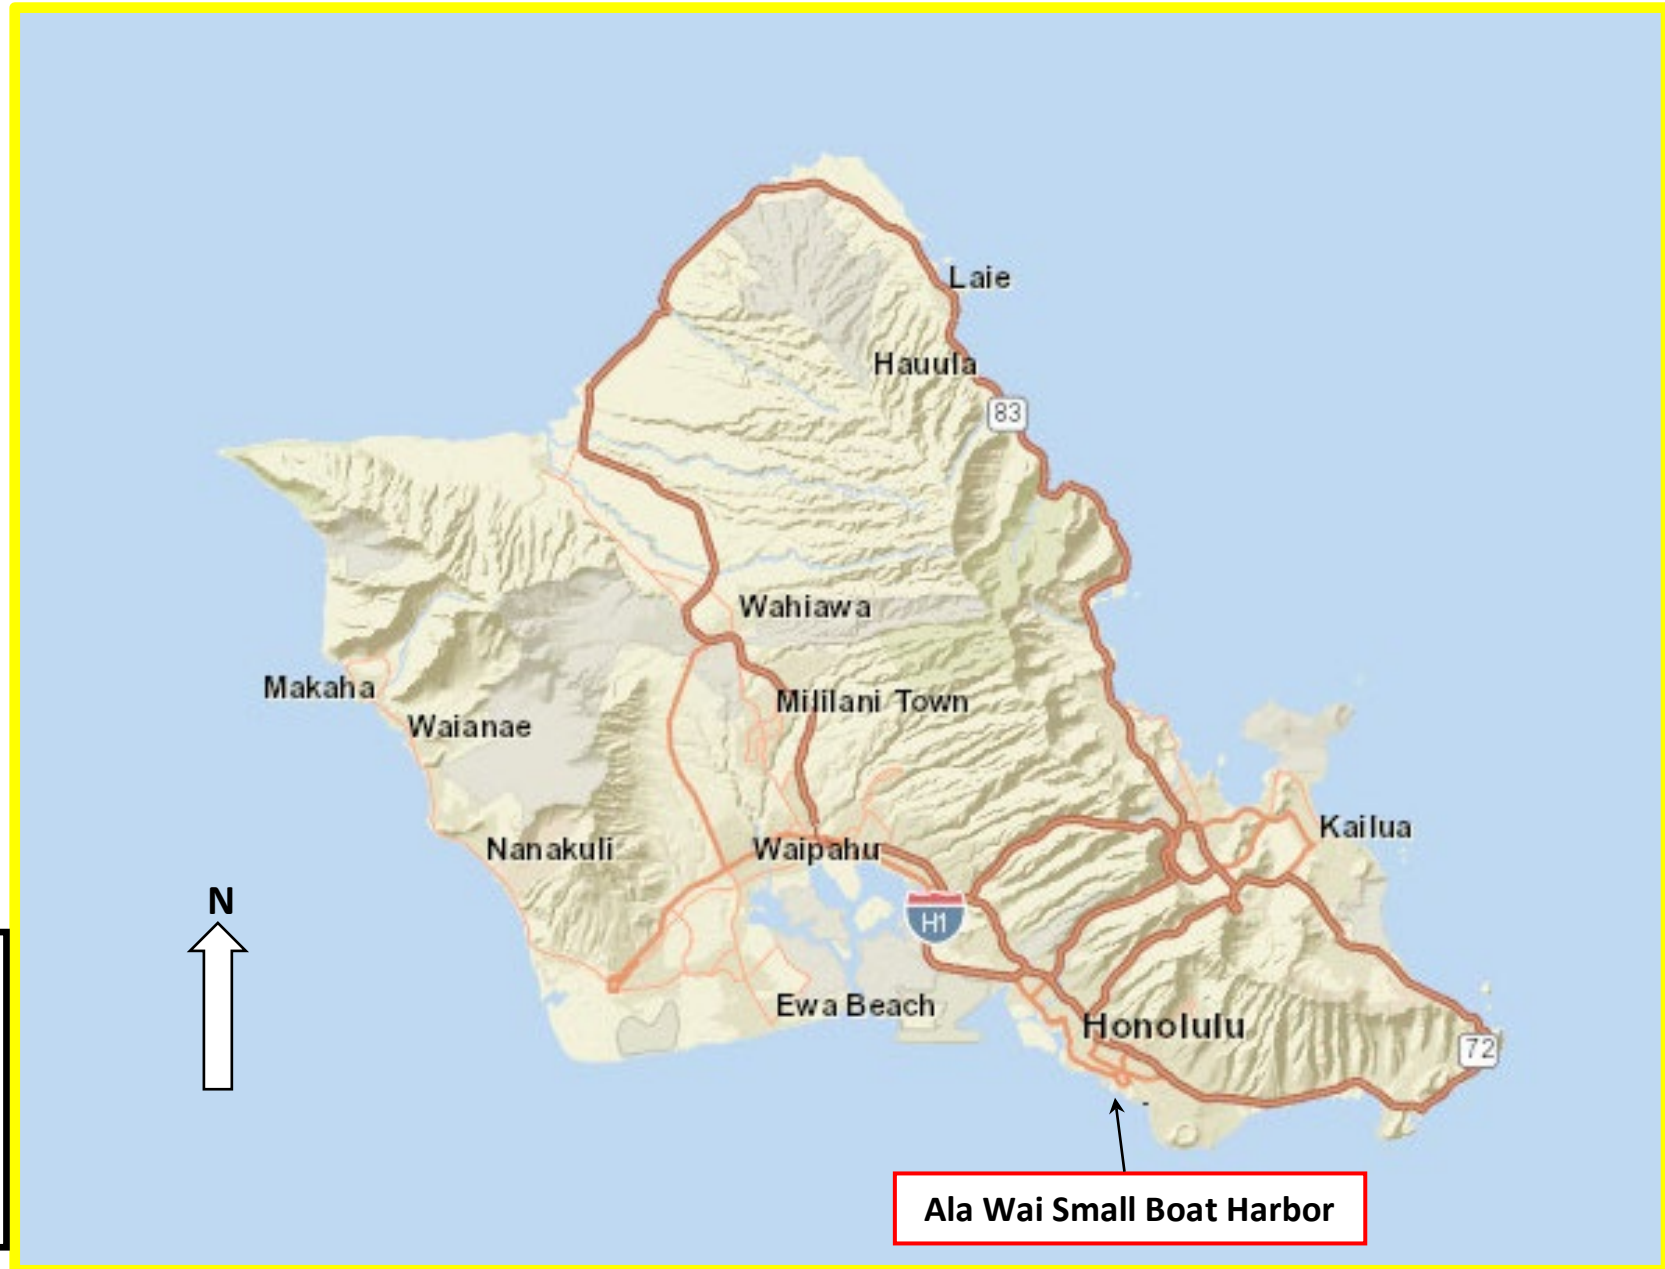 Laie
Hauula
83
Wahiawa
Makaha
Mililani Town
Waianae
Kailua
Nanakuli
Waipahu
N
H1
Ewa Beach
Honolulu
72
Ala Wai Small Boat Harbor